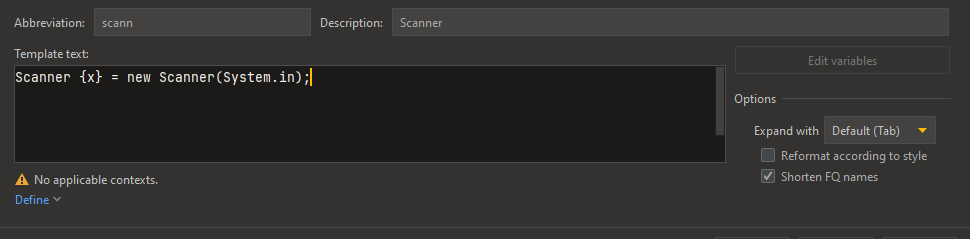 Abbreviation: scann Description: Scanner
Template text:
Scanner {x} = new Scanner(System.in);
Edit variables
Options
Expand with Default (Tab)
Reformat according to style
No applicable contexts.
Shorten FQ names
Define